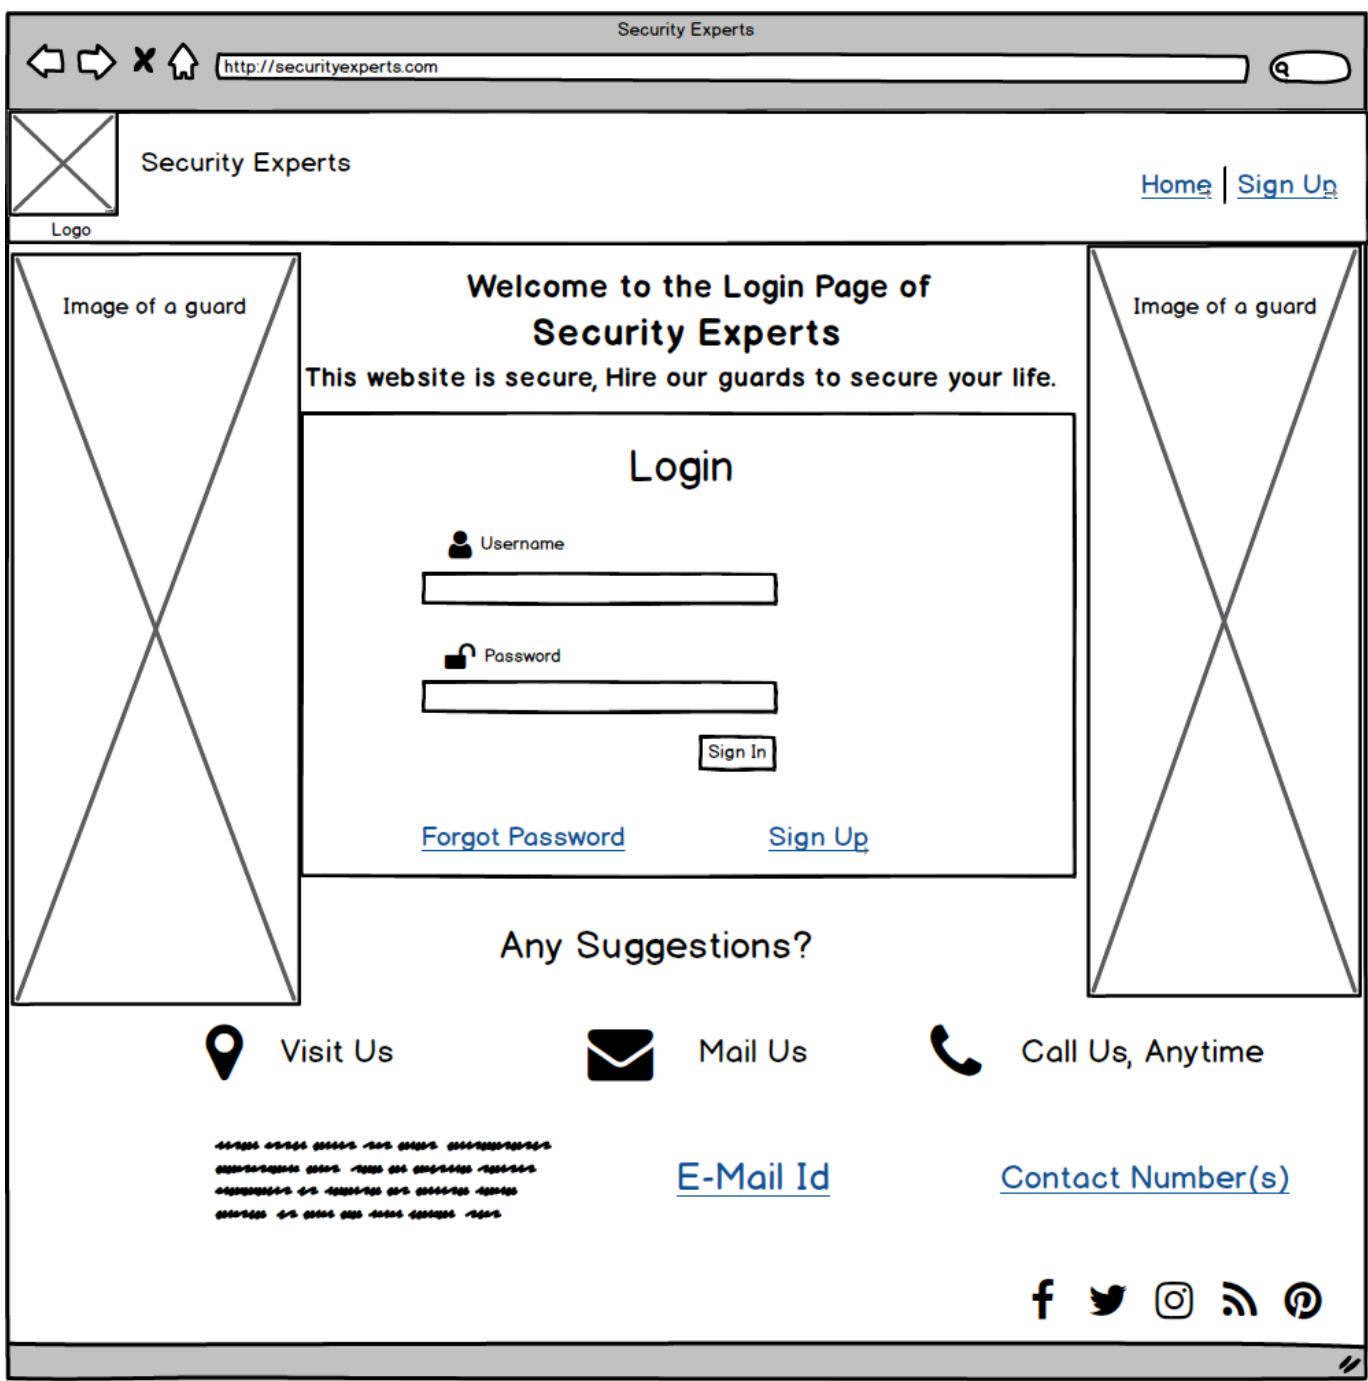 Security Experts
http://securityexperts.com
Security Experts
Home | Sign Up
Logo
Image of a guard
Welcome to the Login Page of
Security Experts
This website is secure, Hire our guards to secure your life.
Image of a guard
Login
Username
Password
Sign In
Forgot Password
Sign Up
Any Suggestions?
Visit Us
Mail Us
Call Us, Anytime
E-Mail Id
Contact Number(s)